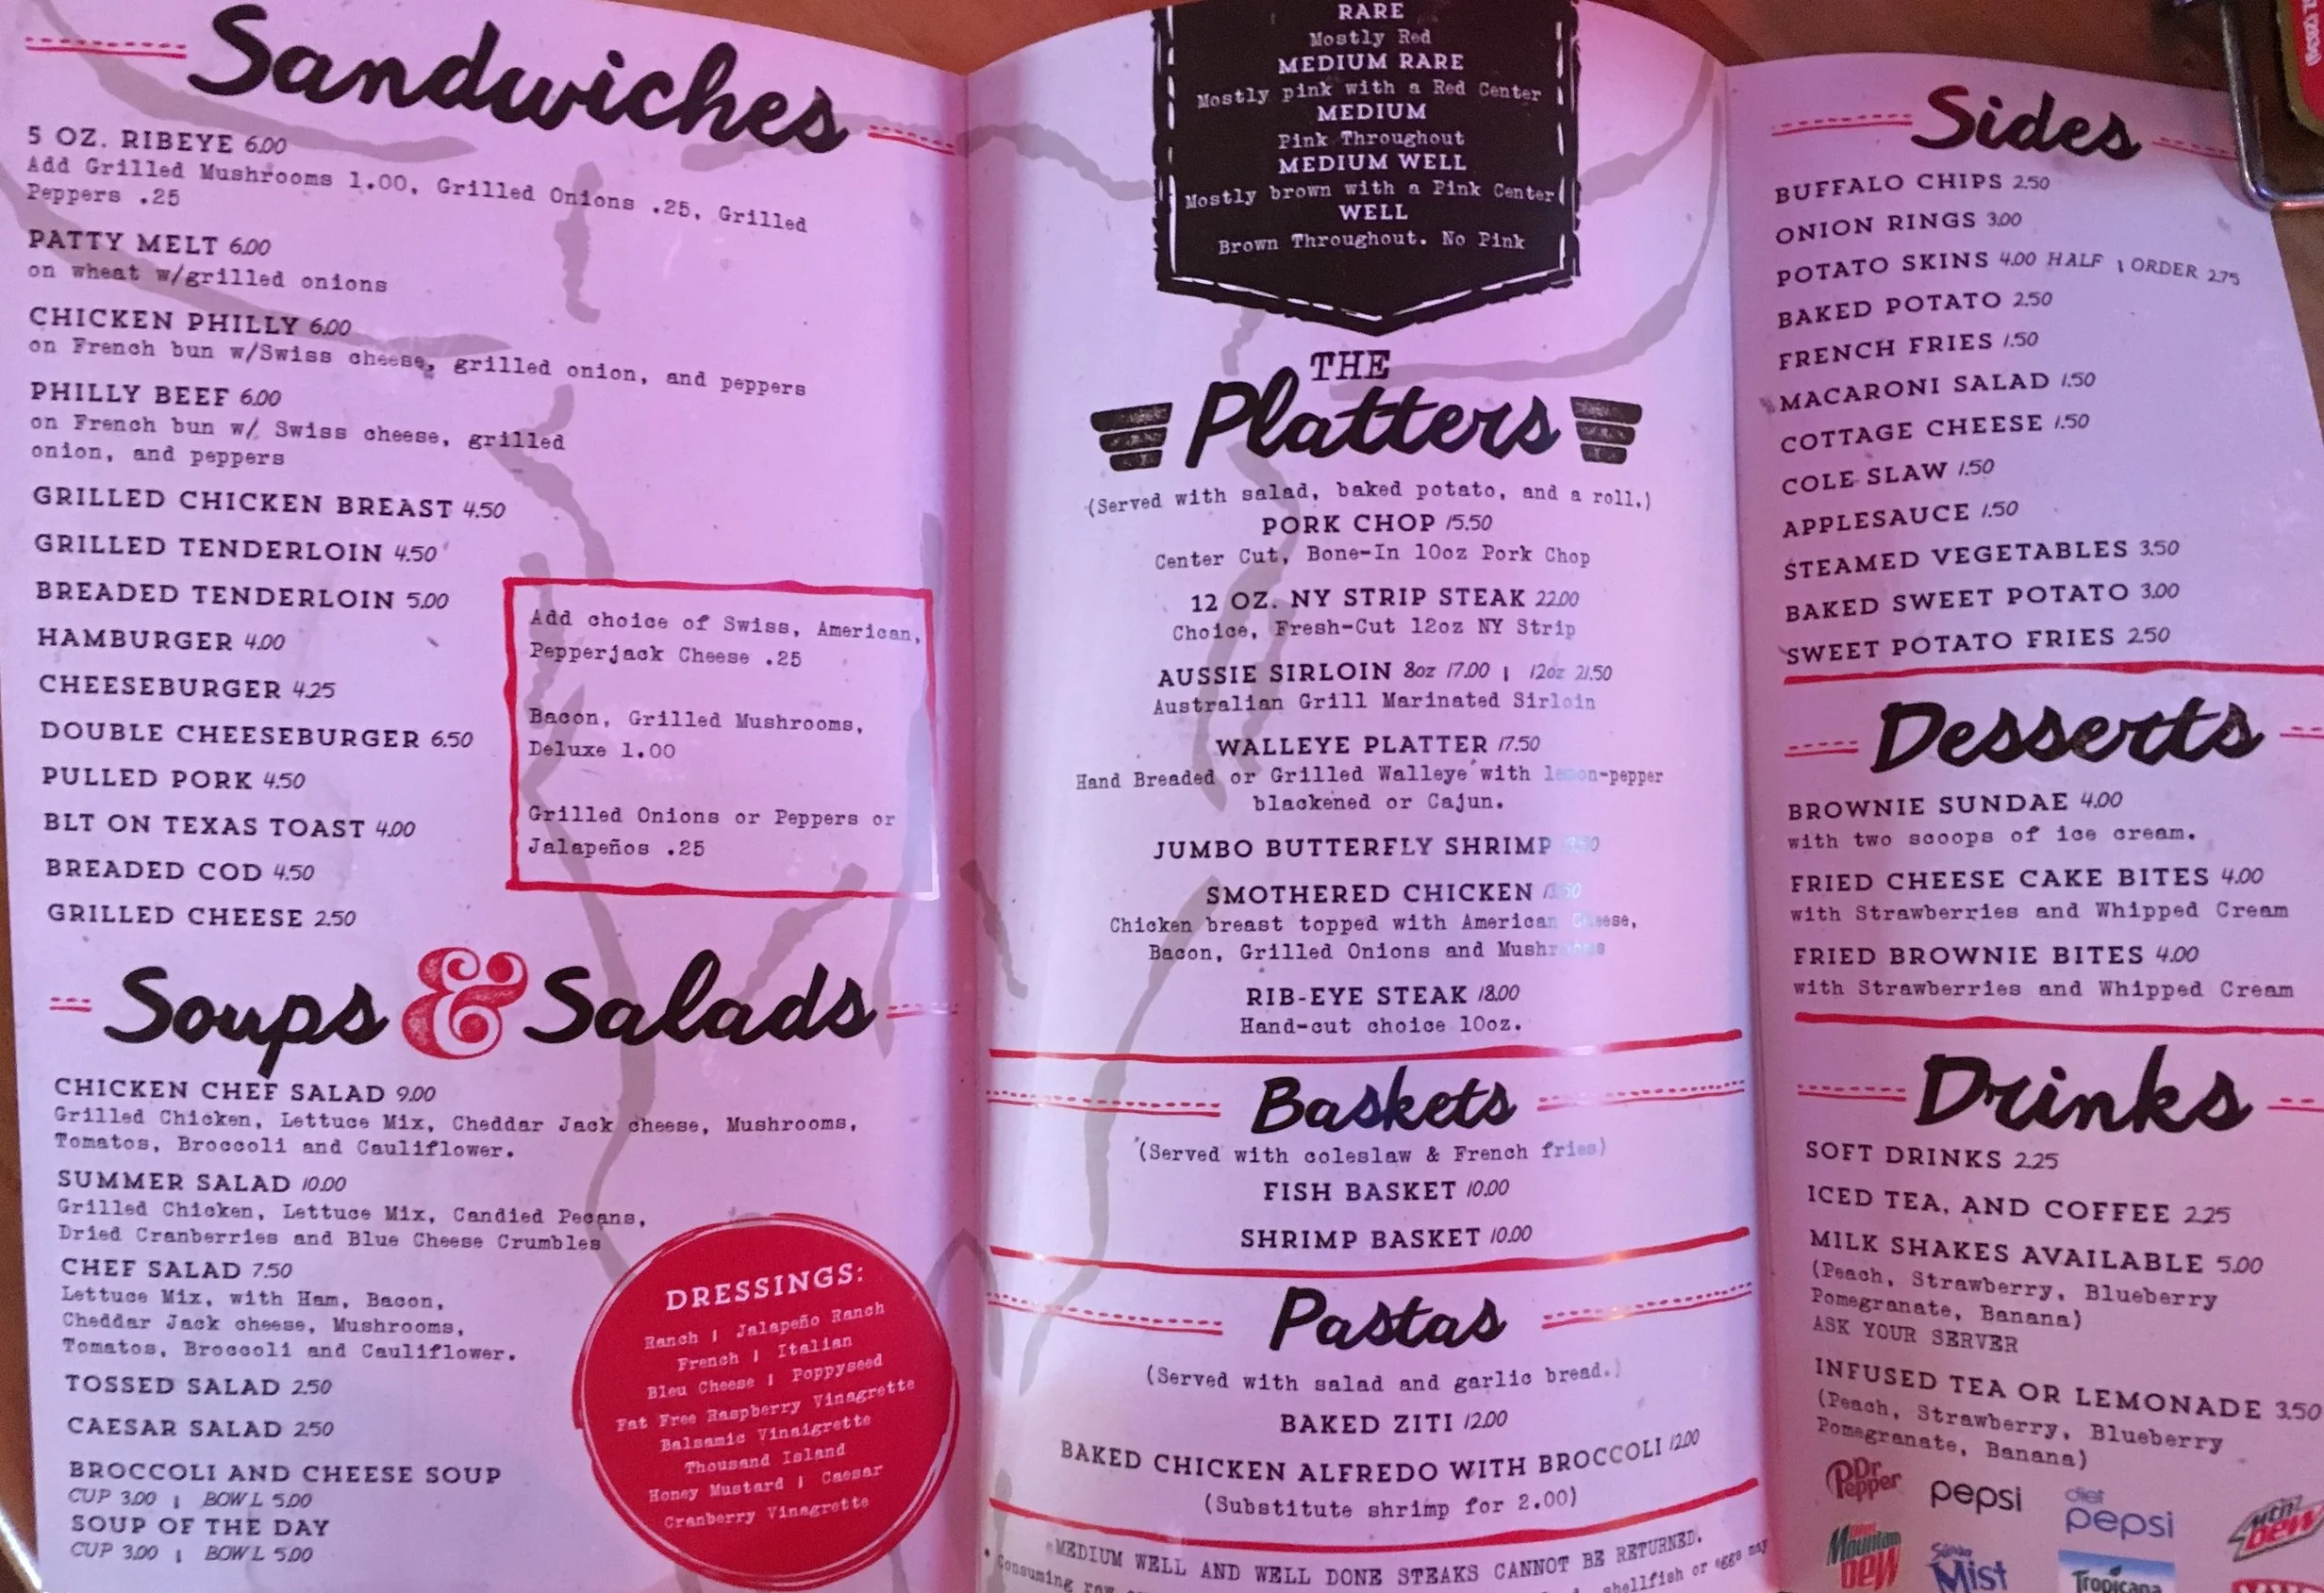 Sandwiches
5 OZ. RIBEYE 6.00
Add Grilled Mushrooms 1.00, Grilled Onions .25, Grilled
Peppers .25
PATTY MELT 6.00
on wheat w/grilled onions
CHICKEN PHILLY 6.00
on French bun w/Swiss cheese, grilled onion, and peppers
PHILLY BEEF 6.00
on French bun w/ Swiss cheese, grilled
onion, and peppers
GRILLED CHICKEN BREAST 4.50
GRILLED TENDERLOIN 4.50
BREADED TENDERLOIN 5.00
HAMBURGER 4.00
CHEESEBURGER 4.25
DOUBLE CHEESEBURGER 6.50
PULLED PORK 4.50
BLT ON TEXAS TOAST 4.00
BREADED COD 4.50
GRILLED CHEESE 2.50
Add choice of Swiss, American,
Pepperjack Cheese .25
Bacon, Grilled Mushrooms,
Deluxe 1.00
Grilled Onions or Peppers or
Jalapeños .25
Soups & Salads
CHICKEN CHEF SALAD 9.00
Grilled Chicken, Lettuce Mix, Cheddar Jack cheese, Mushrooms,
Tomatos, Broccoli and Cauliflower.
SUMMER SALAD 10.00
Grilled Chicken, Lettuce Mix, Candied Pecans,
Dried Cranberries and Blue Cheese Crumbles
CHEF SALAD 7.50
Lettuce Mix, with Ham, Bacon,
Cheddar Jack cheese, Mushrooms,
Tomatos, Broccoli and Cauliflower.
TOSSED SALAD 2.50
CAESAR SALAD 2.50
BROCCOLI AND CHEESE SOUP
CUP 3.00 | BOWL 5.00
SOUP OF THE DAY
CUP 3.00 | BOWL 5.00
DRESSINGS:
Ranch | Jalapeño Ranch
French | Italian
Bleu Cheese | Poppyseed
Fat Free Raspberry Vinagrette
Balsamic Vinaigrette
Thousand Island
Honey Mustard | Caesar
Cranberry Vinagrette
RARE
Mostly Red
MEDIUM RARE
Mostly pink with a Red Center
MEDIUM
Pink Throughout
MEDIUM WELL
Mostly brown with a Pink Center
WELL
Brown Throughout. No Pink
THE
Platters
(Served with salad, baked potato, and a roll.)
PORK CHOP 15.50
Center Cut, Bone-In 10oz Pork Chop
12 OZ. NY STRIP STEAK 22.00
Choice, Fresh-Cut 12oz NY Strip
AUSSIE SIRLOIN 8oz 17.00 | 12oz 21.50
Australian Grill Marinated Sirloin
WALLEYE PLATTER 17.50
Hand Breaded or Grilled Walleye with lemon-pepper
blackened or Cajun.
JUMBO BUTTERFLY SHRIMP
SMOTHERED CHICKEN
Chicken breast topped with American Cheese,
Bacon, Grilled Onions and Mushrooms
RIB-EYE STEAK 18.00
Hand-cut choice 10oz.
Baskets
(Served with coleslaw & French fries)
FISH BASKET 10.00
SHRIMP BASKET 10.00
Pastas
(Served with salad and garlic bread.)
BAKED ZITI 12.00
BAKED CHICKEN ALFREDO WITH BROCCOLI 12.00
(Substitute shrimp for 2.00)
*MEDIUM WELL AND WELL DONE STEAKS CANNOT BE RETURNED.
* Consuming raw shellfish or eggs may
Sides
BUFFALO CHIPS 2.50
ONION RINGS 3.00
POTATO SKINS 4.00 HALF | ORDER 2.75
BAKED POTATO 2.50
FRENCH FRIES 1.50
MACARONI SALAD 1.50
COTTAGE CHEESE 1.50
COLE SLAW 1.50
APPLESAUCE 1.50
STEAMED VEGETABLES 3.50
BAKED SWEET POTATO 3.00
SWEET POTATO FRIES 2.50
Desserts
BROWNIE SUNDAE 4.00
with two scoops of ice cream.
FRIED CHEESE CAKE BITES 4.00
with Strawberries and Whipped Cream
FRIED BROWNIE BITES 4.00
with Strawberries and Whipped Cream
Drinks
SOFT DRINKS 2.25
ICED TEA, AND COFFEE 2.25
MILK SHAKES AVAILABLE 5.00
(Peach, Strawberry, Blueberry
Pomegranate, Banana)
ASK YOUR SERVER
INFUSED TEA OR LEMONADE 3.50
(Peach, Strawberry, Blueberry
Pomegranate, Banana)
Dr Pepper
pepsi
diet pepsi
mtn dew
Mountain Dew
Sierra Mist
Tropicana